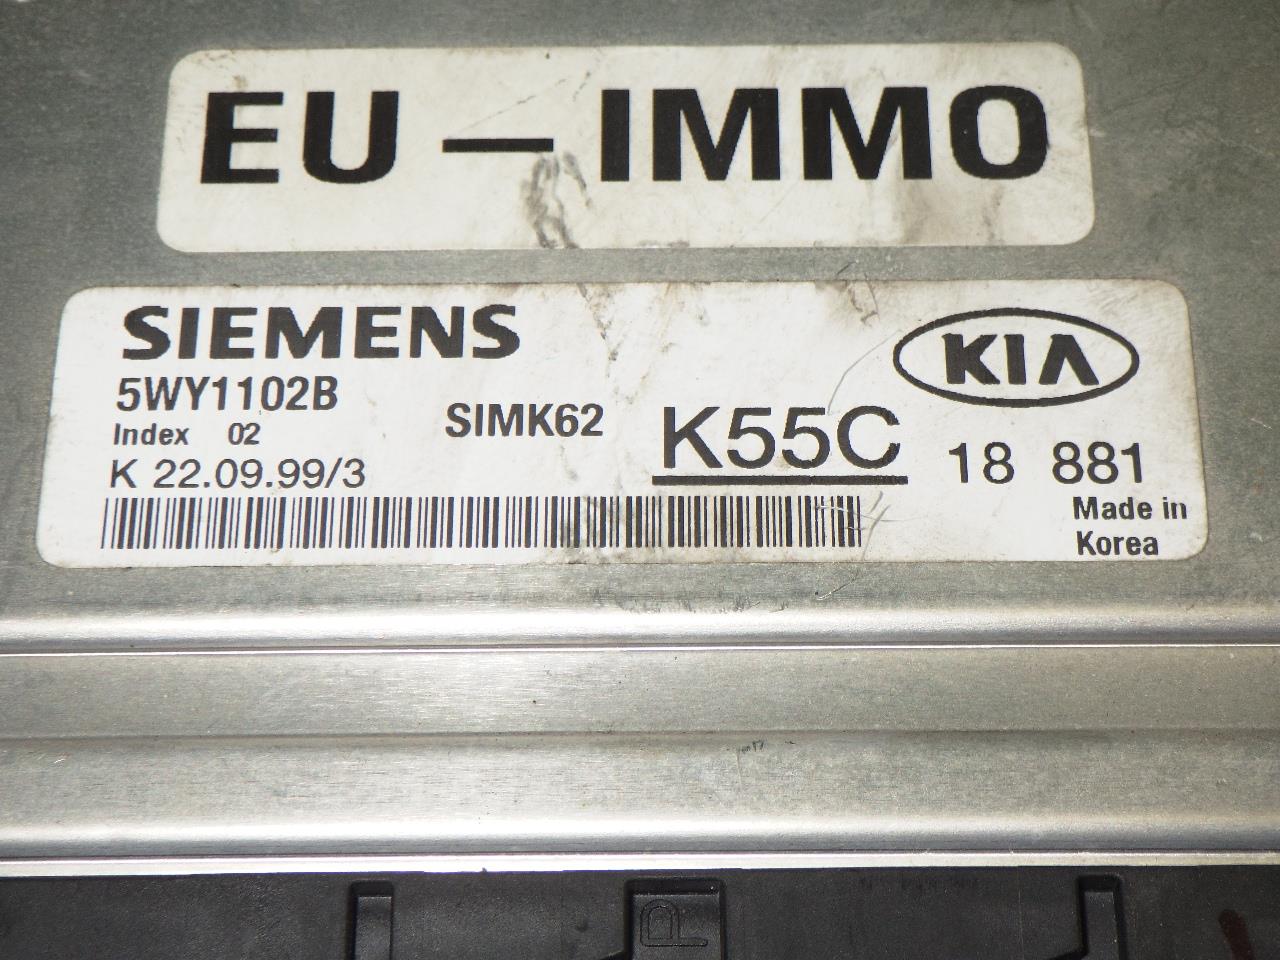 EU – IMMO
SIEMENS
KIA
5WY1102B
SIMK62
K55C
Index 02
18 881
K 22.09.99/3
Made in
Korea
P